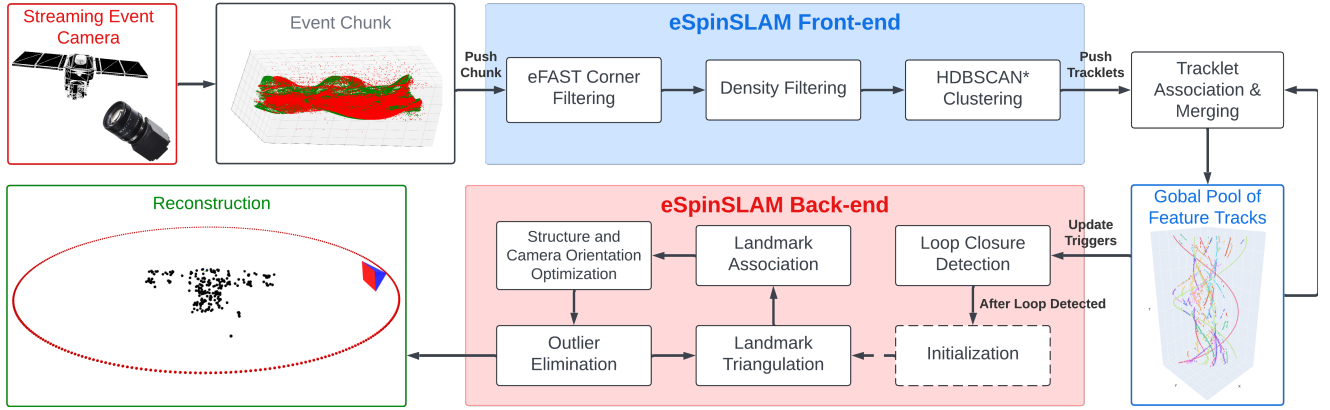 Streaming Event
Camera
Event Chunk
Push
Chunk
eSpinSLAM Front-end
eFAST Corner
Filtering
Density Filtering
HDBSCAN*
Clustering
Push
Tracklets
Tracklet
Association &
Merging
Gobal Pool of
Feature Tracks
Update
Triggers
eSpinSLAM Back-end
Loop Closure
Detection
After Loop Detected
Initialization
Landmark
Association
Landmark
Triangulation
Structure and
Camera Orientation
Optimization
Outlier
Elimination
Reconstruction